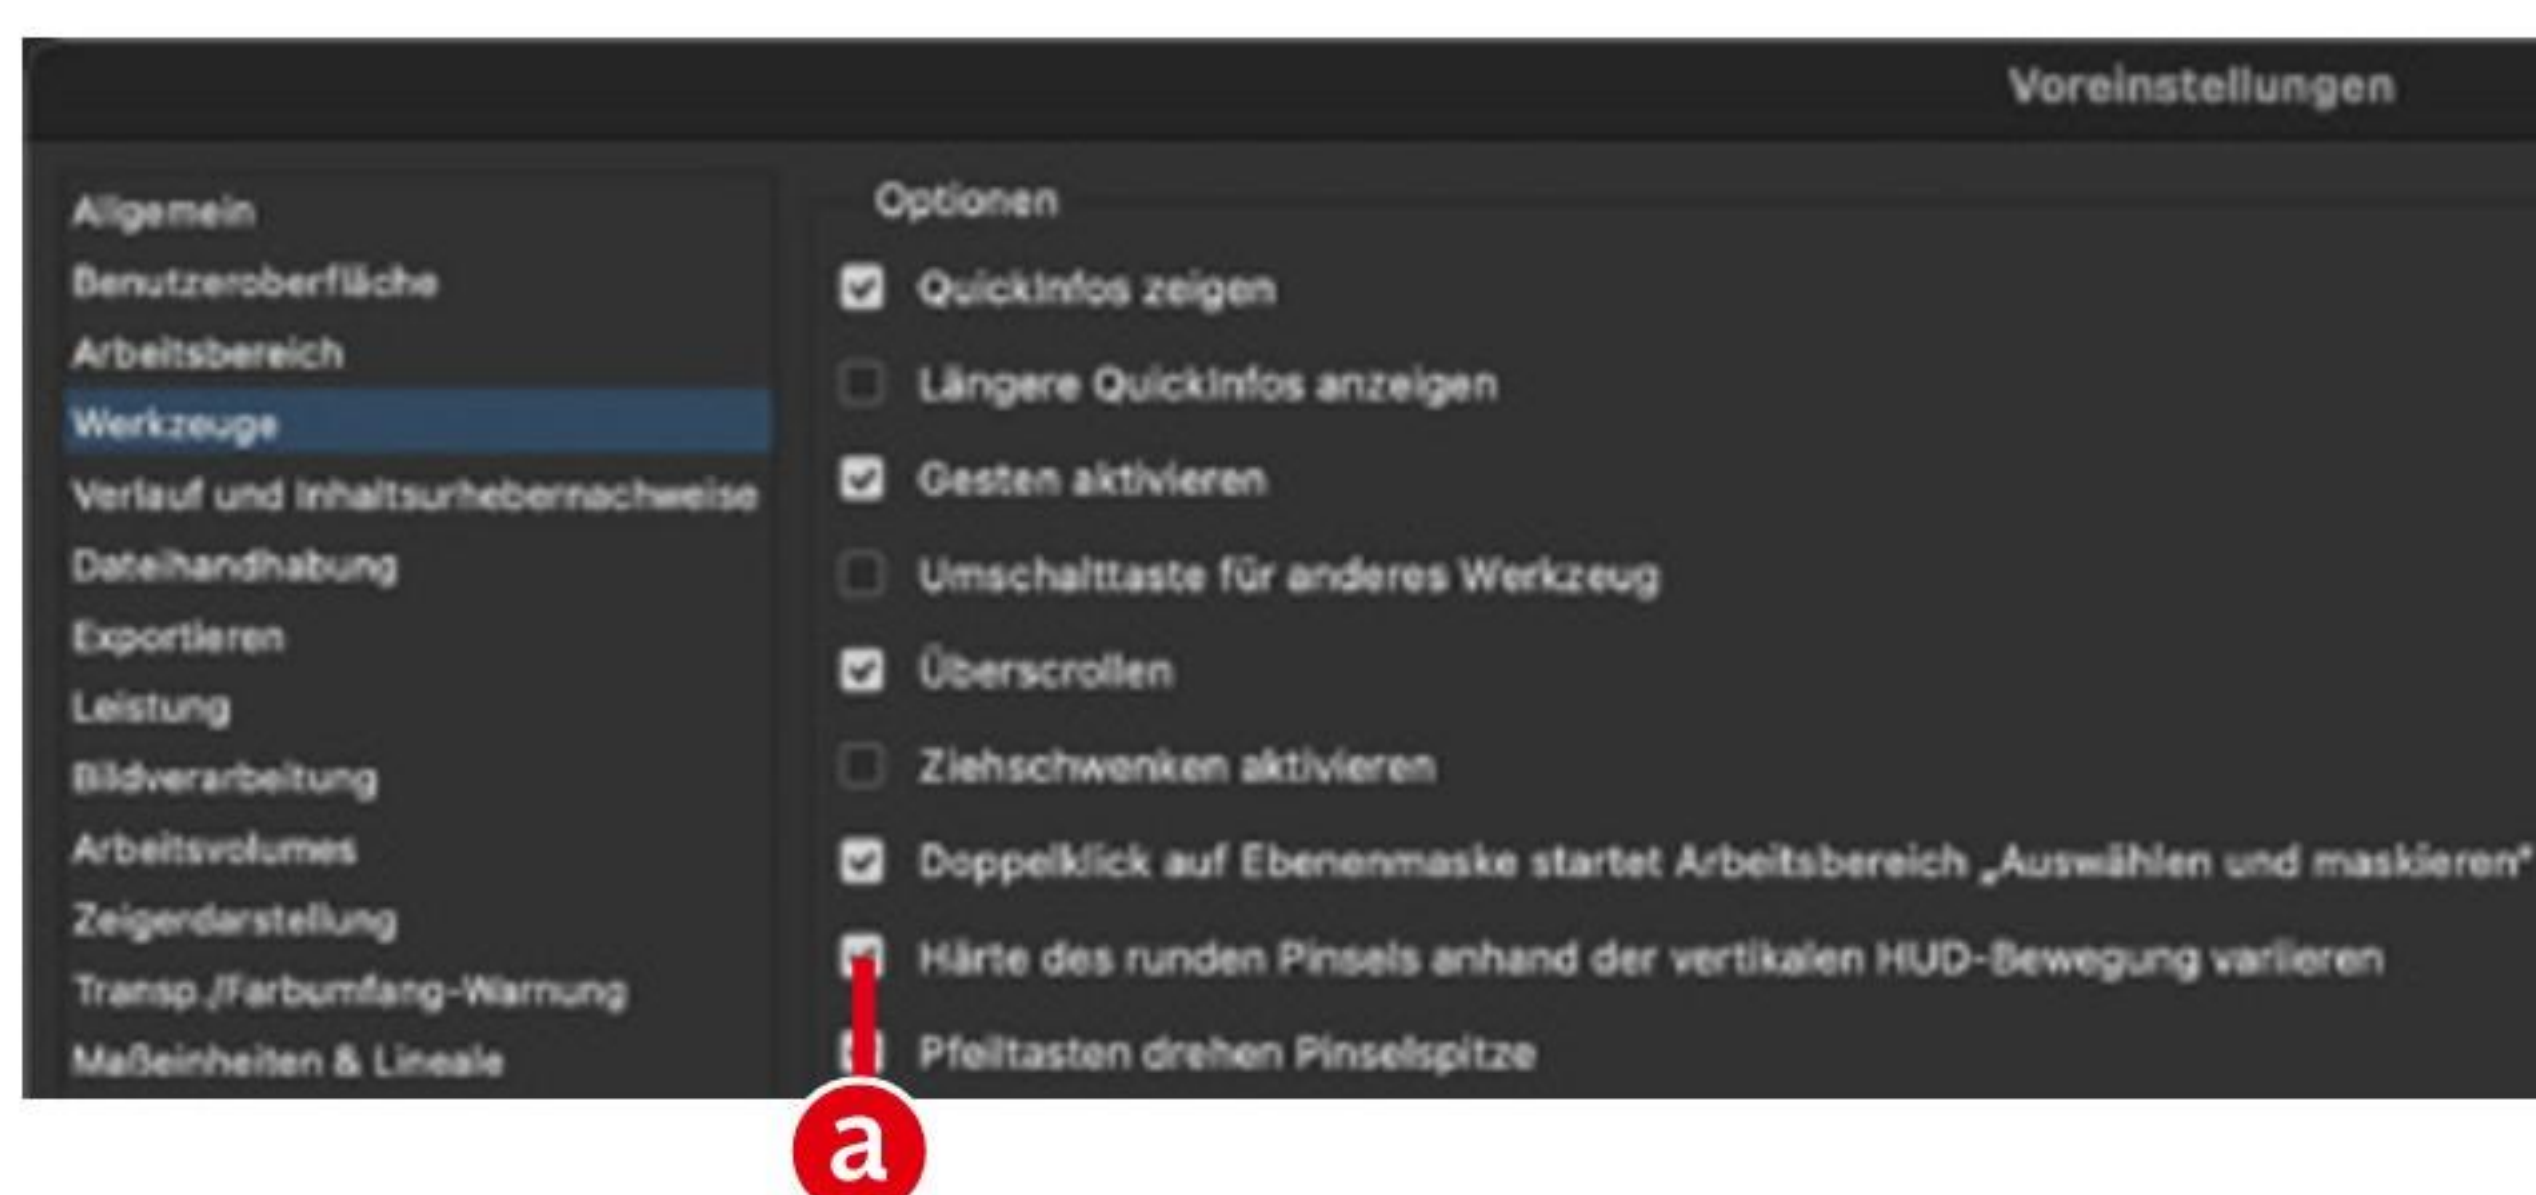 Voreinstellungen
Allgemein
Benutzeroberfläche
Arbeitsbereich
Werkzeuge
Verlauf und Inhaltsurhebernachweise
Dateihandhabung
Exportieren
Leistung
Bildverarbeitung
Arbeitsvolumes
Zeigerdarstellung
Transp./Farbumfang-Warnung
Maßeinheiten & Lineale
Optionen
QuickInfos zeigen
Längere QuickInfos anzeigen
Gesten aktivieren
Umschalttaste für anderes Werkzeug
Überscrollen
Ziehschwenken aktivieren
Doppelklick auf Ebenenmaske startet Arbeitsbereich „Auswählen und maskieren“
Härte des runden Pinsels anhand der vertikalen HUD-Bewegung variieren
Pfeiltasten drehen Pinselspitze
a